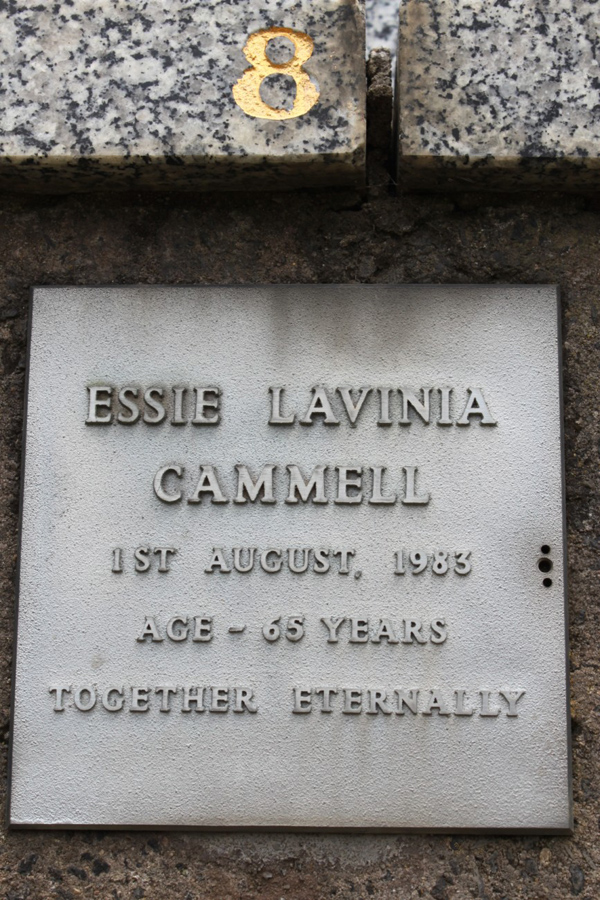 8
ESSIE LAVINIA
CAMMELL
1ST AUGUST, 1983
AGE - 65 YEARS
TOGETHER ETERNALLY